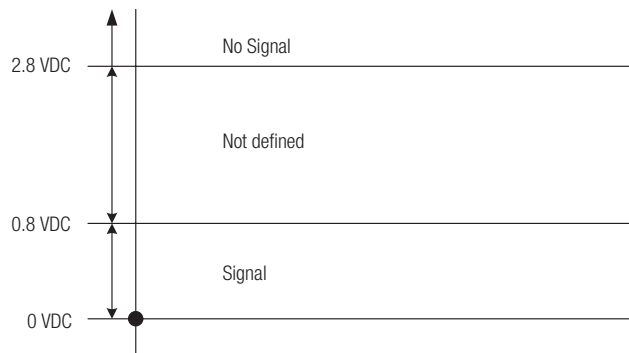 No Signal
2.8 VDC
Not defined
0.8 VDC
Signal
0 VDC